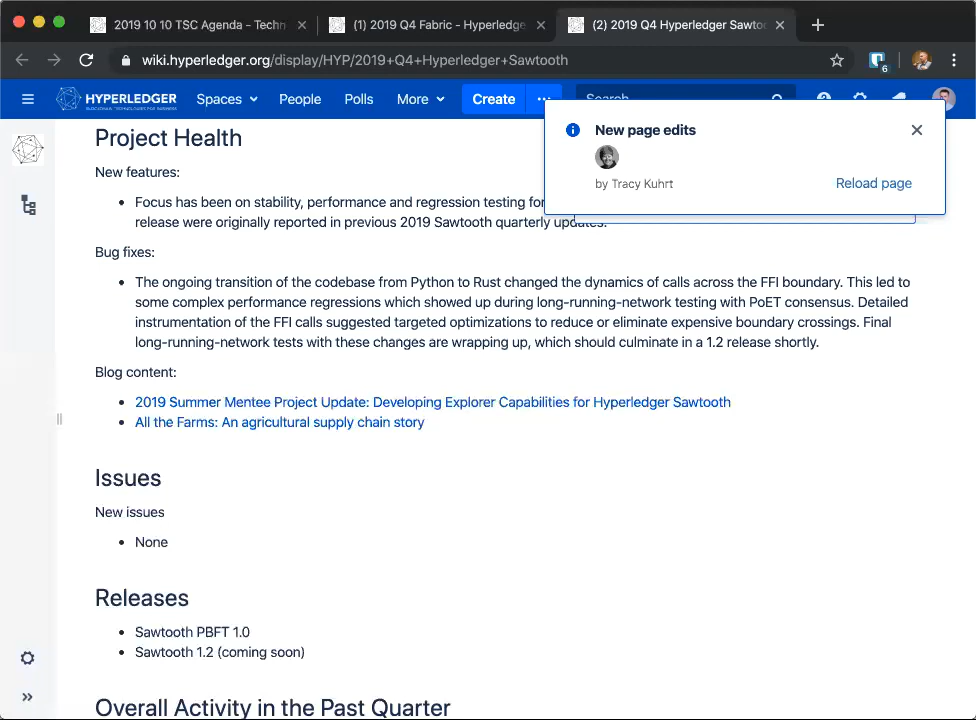 2019 10 10 TSC Agenda - Techn
(1) 2019 Q4 Fabric - Hyperledge
(2) 2019 Q4 Hyperledger Sawtoo
wiki.hyperledger.org/display/HYP/2019+Q4+Hyperledger+Sawtooth
6
HYPERLEDGER
BLOCKCHAIN TECHNOLOGIES FOR BUSINESS
Spaces
People
Polls
More
Create
...
Search
New page edits
by Tracy Kuhrt
Reload page
Project Health
New features:
• Focus has been on stability, performance and regression testing for
release were originally reported in previous 2019 Sawtooth quarterly updates.
Bug fixes:
• The ongoing transition of the codebase from Python to Rust changed the dynamics of calls across the FFI boundary. This led to
some complex performance regressions which showed up during long-running-network testing with PoET consensus. Detailed
instrumentation of the FFI calls suggested targeted optimizations to reduce or eliminate expensive boundary crossings. Final
long-running-network tests with these changes are wrapping up, which should culminate in a 1.2 release shortly.
Blog content:
• 2019 Summer Mentee Project Update: Developing Explorer Capabilities for Hyperledger Sawtooth
• All the Farms: An agricultural supply chain story
Issues
New issues
• None
Releases
• Sawtooth PBFT 1.0
• Sawtooth 1.2 (coming soon)
Overall Activity in the Past Quarter